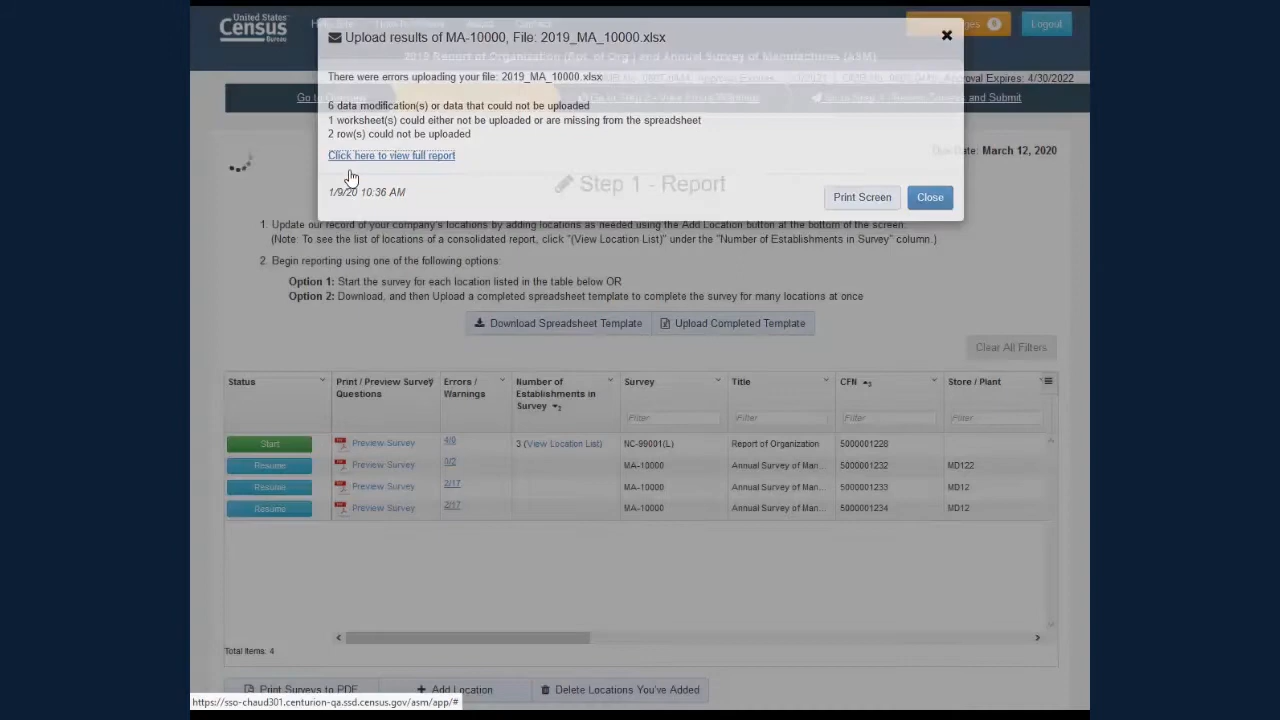 United States
Census
Bureau
Logout
Upload results of MA-10000, File: 2019_MA_10000.xlsx
2019 Report of Organization (Rpt. of Org.) and Annual Survey of Manufactures (ASM)
There were errors uploading your file: 2019_MA_10000.xlsx
Approval Expires: 4/30/2022
6 data modification(s) or data that could not be uploaded
1 worksheet(s) could either not be uploaded or are missing from the spreadsheet
2 row(s) could not be uploaded
Click here to view full report
Due Date: March 12, 2020
1/9/20 10:36 AM
Step 1 - Report
Print Screen
Close
1. Update our record of your company's locations by adding locations as needed using the Add Location button at the bottom of the screen.
(Note: To see the list of locations of a consolidated report, click "(View Location List)" under the "Number of Establishments in Survey" column.)
2. Begin reporting using one of the following options:
Option 1: Start the survey for each location listed in the table below OR
Option 2: Download, and then Upload a completed spreadsheet template to complete the survey for many locations at once
Download Spreadsheet Template
Upload Completed Template
Clear All Filters
Status
Print / Preview Survey Questions
Errors / Warnings
Number of Establishments in Survey
Survey
Title
CFN
Store / Plant
Filter
Filter
Filter
Filter
Start Preview Survey 3 (View Location List) NC-99001(L) Report of Organization 5000001228
Resume Preview Survey MA-10000 Annual Survey of Man... 5000001232 MD122
Resume Preview Survey MA-10000 Annual Survey of Man... 5000001233 MD12
Resume Preview Survey MA-10000 Annual Survey of Man... 5000001234 MD12
Total Items: 4
Print Surveys to PDF
Add Location
Delete Locations You've Added
https://sso-chaud301.centurion-qa.ssd.census.gov/asm/app/#